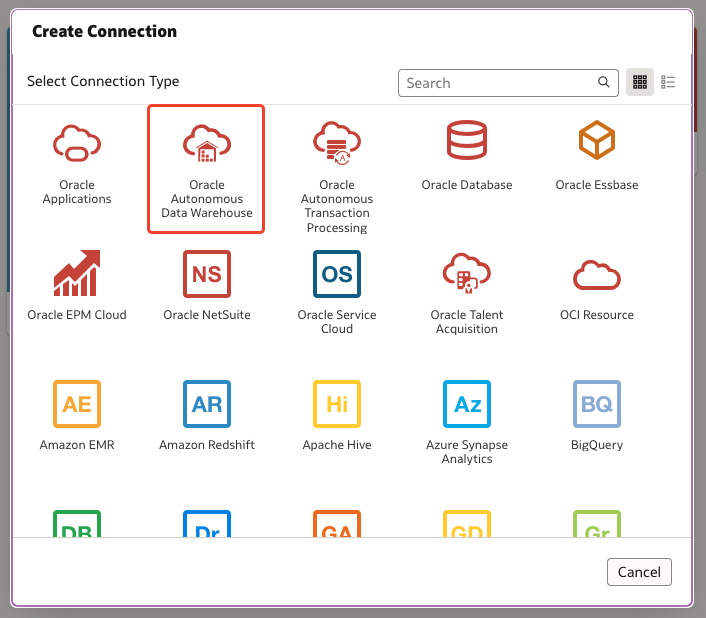 Create Connection
Select Connection Type
Search
Oracle
Applications
Oracle
Autonomous
Data Warehouse
A
Oracle
Autonomous
Transaction
Processing
Oracle Database
Oracle Essbase
Oracle EPM Cloud
NS
Oracle NetSuite
OS
Oracle Service
Cloud
Oracle Talent
Acquisition
OCI Resource
AE
Amazon EMR
AR
Amazon Redshift
Hi
Apache Hive
Az
Azure Synapse
Analytics
BQ
BigQuery
DB
Dr
GA
GD
Gr
Cancel